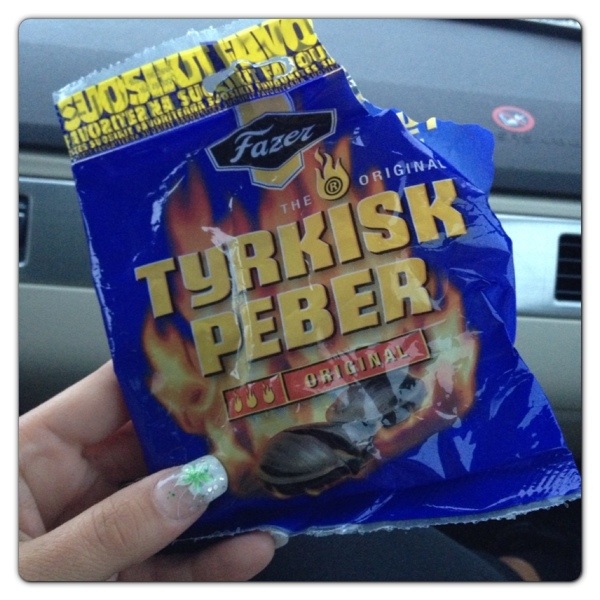 SUOSIKKI FAVO
Fazer
THE ® ORIGINAL
TYRKISK
PEBER
ORIGINAL